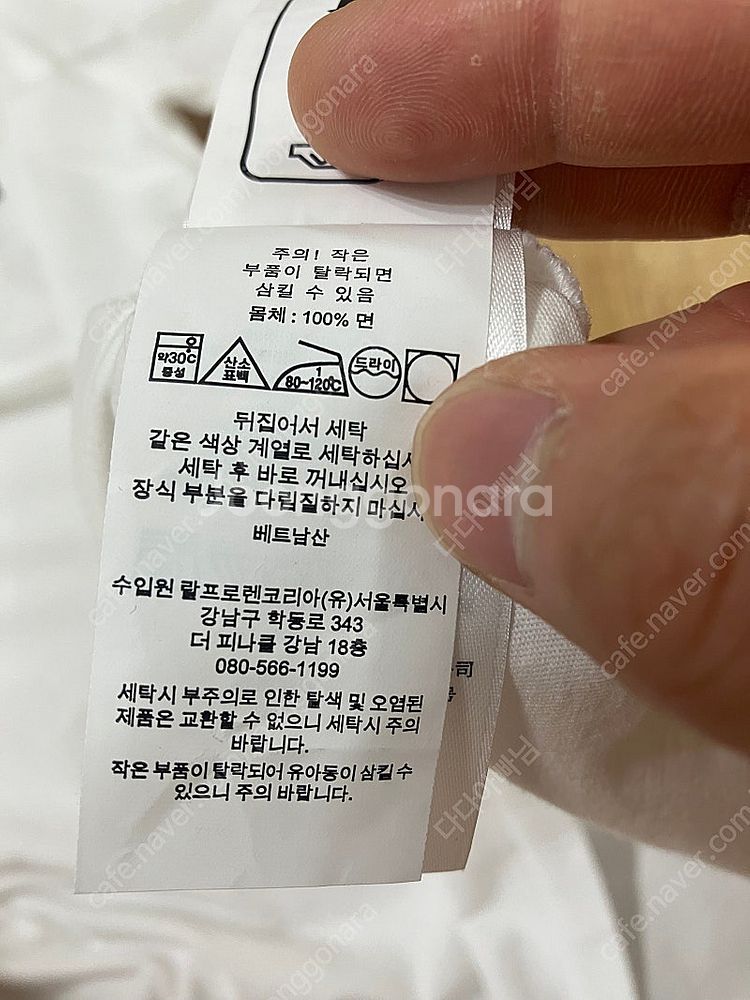 주의! 작은
부품이 탈락되면
삼킬 수 있음
몸체 : 100% 면
약30℃ 중성
산소 표백
1 80~120℃
드라이
뒤집어서 세탁
같은 색상 계열로 세탁하십시
세탁 후 바로 꺼내십시오
장식 부분을 다림질하지 마십시
베트남산
수입원 랄프로렌코리아(유)서울특별시
강남구 학동로 343
더 피나클 강남 18층
080-566-1199
세탁시 부주의로 인한 탈색 및 오염된
제품은 교환할 수 없으니 세탁시 주의
바랍니다.
작은 부품이 탈락되어 유아동이 삼킬 수
있으니 주의 바랍니다.
joonggonara
cafe.naver.com